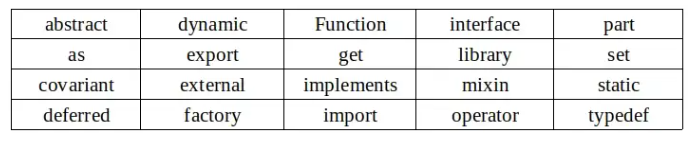 abstract dynamic Function interface part
as export get library set
covariant external implements mixin static
deferred factory import operator typedef